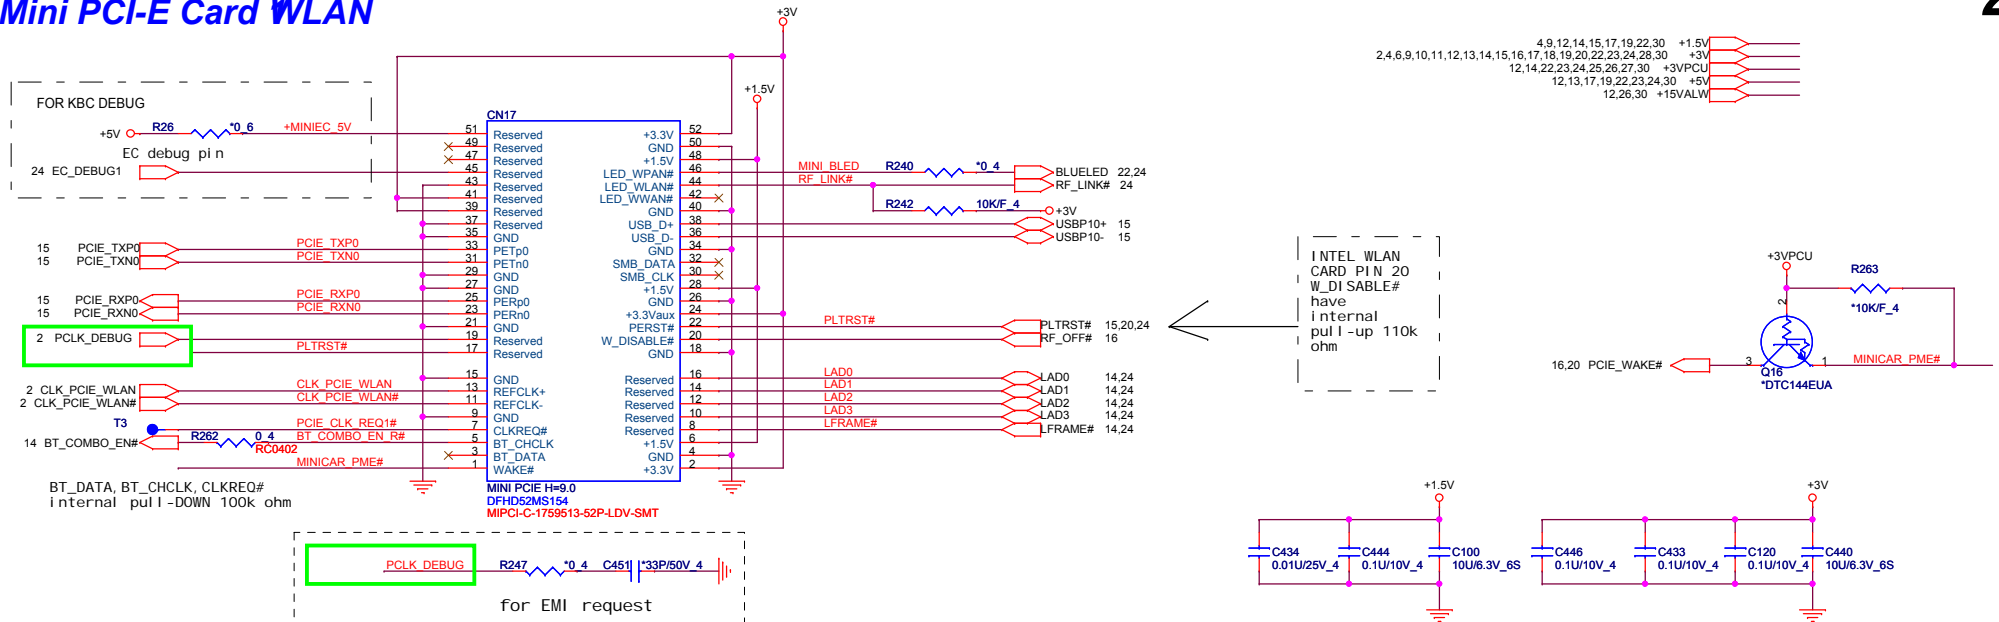 Mini PCI-E Card WLAN
2
+3V
4,9,12,14,15,17,19,22,30 +1.5V
2,4,6,9,10,11,12,13,14,15,16,17,18,19,20,22,23,24,28,30 +3V
12,14,22,23,24,25,26,27,30 +3VPCU
12,13,17,19,22,23,24,30 +5V
12,26,30 +15VALW
FOR KBC DEBUG
+5V R26 *0_6 +MINIEC_5V
EC debug pin
24 EC_DEBUG1
+1.5V
CN17
51 Reserved +3.3V 52
49 Reserved GND 50
47 Reserved +1.5V 48
45 Reserved LED_WPAN# 46 MINI_BLED R240 *0_4 BLUELED 22,24
43 Reserved LED_WLAN# 44 RF_LINK# RF_LINK# 24
41 Reserved LED_WWAN# 42
39 Reserved GND 40 R242 10K/F_4 +3V
37 Reserved USB_D+ 38 USBP10+ 15
35 GND USB_D- 36 USBP10- 15
15 PCIE_TXP0 PCIE_TXP0 33 PETp0 GND 34
15 PCIE_TXN0 PCIE_TXN0 31 PETn0 SMB_DATA 32
29 GND SMB_CLK 30
27 GND +1.5V 28
15 PCIE_RXP0 PCIE_RXP0 25 PERp0 GND 26
15 PCIE_RXN0 PCIE_RXN0 23 PERn0 +3.3Vaux 24
21 GND PERST# 22 PLTRST# PLTRST# 15,20,24
2 PCLK_DEBUG 19 Reserved W_DISABLE# 20 RF_OFF# 16
PLTRST# 17 Reserved GND 18
15 GND Reserved 16 LAD0 LAD0 14,24
2 CLK_PCIE_WLAN CLK_PCIE_WLAN 13 REFCLK+ Reserved 14 LAD1 LAD1 14,24
2 CLK_PCIE_WLAN# CLK_PCIE_WLAN# 11 REFCLK- Reserved 12 LAD2 LAD2 14,24
9 GND Reserved 10 LAD3 LAD3 14,24
T3 PCIE_CLK_REQ1# 7 CLKREQ# Reserved 8 LFRAME# LFRAME# 14,24
14 BT_COMBO_EN# R262 0_4 BT_COMBO_EN_R# 5 BT_CHCLK +1.5V 6
RC0402
3 BT_DATA GND 4
MINICAR_PME# 1 WAKE# +3.3V 2
MINI PCIE H=9.0
DFHD52MS154
MIPCI-C-1759513-52P-LDV-SMT
BT_DATA, BT_CHCLK, CLKREQ#
internal pull-DOWN 100k ohm
INTEL WLAN
CARD PIN 20
W_DISABLE#
have
internal
pull-up 110k
ohm
+3VPCU
R263
*10K/F_4
2
16,20 PCIE_WAKE# 3 1 MINICAR_PME#
Q16
*DTC144EUA
PCLK_DEBUG R247 *0_4 C451 *33P/50V_4
for EMI request
+1.5V
C434 C444 C100
0.01U/25V_4 0.1U/10V_4 10U/6.3V_6S
+3V
C446 C433 C120 C440
0.1U/10V_4 0.1U/10V_4 0.1U/10V_4 10U/6.3V_6S